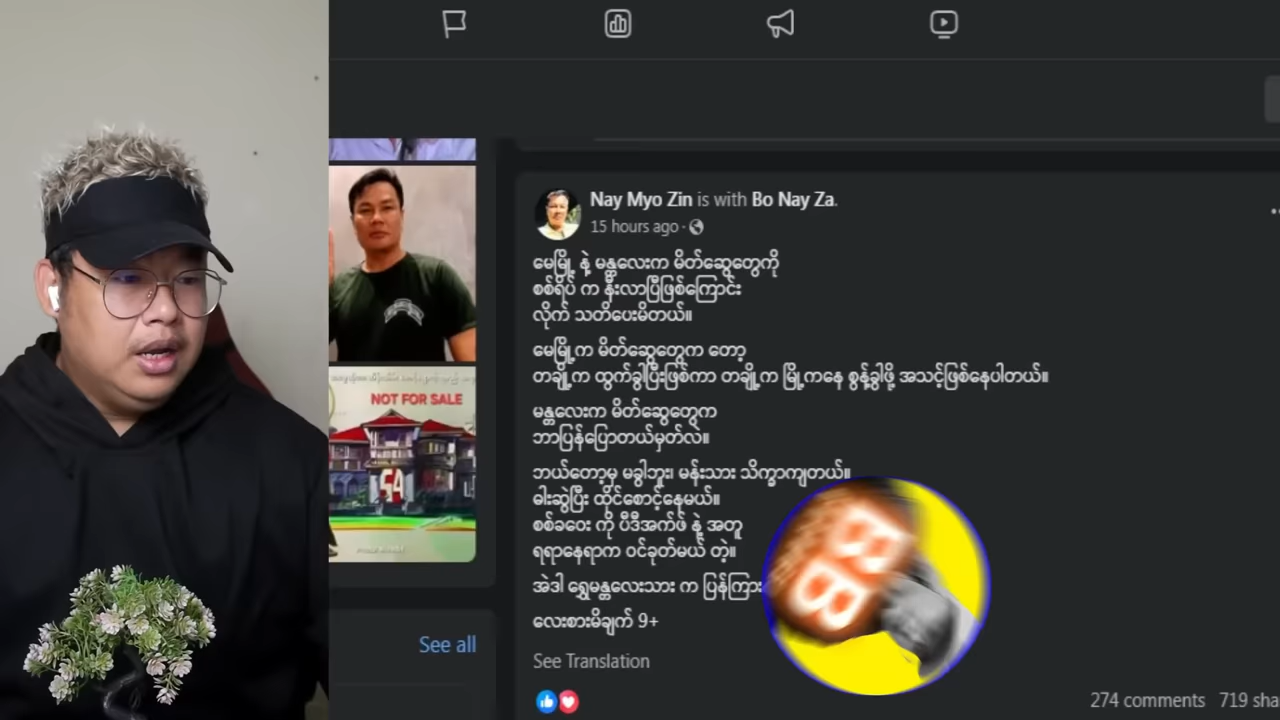 Nay Myo Zin is with Bo Nay Za.
15 hours ago ·
မေမြို့ နဲ့ မန္တလေးက မိတ်ဆွေတွေကို
စစ်ရိပ် က နီးလာပြီဖြစ်ကြောင်း
လိုက် သတိပေးမိတယ်။
မေမြို့က မိတ်ဆွေတွေက တော့
တချို့က ထွက်ခွါပြီးဖြစ်ကာ တချို့က မြို့ကနေ စွန့်ခွါဖို့ အသင့်ဖြစ်နေပါတယ်။
မန္တလေးက မိတ်ဆွေတွေက
ဘာပြန်ပြောတယ်မှတ်လဲ။
ဘယ်တော့မှ မခွါဘူး၊ မန်းသား သိက္ခာကျတယ်။
ဓါးဆွဲပြီး ထိုင်စောင့်နေမယ်။
စစ်ခဝေး ကို ပီဒီအက်ဖ် နဲ့ အတူ
ရရာနေရာက ဝင်ခုတ်မယ် တဲ့။
အဲဒါ ရွှေမန္တလေးသား က ပြန်ကြား
လေးစားမိချက် 9+
See Translation
274 comments 719 sha
NOT FOR SALE
54
See all
BB